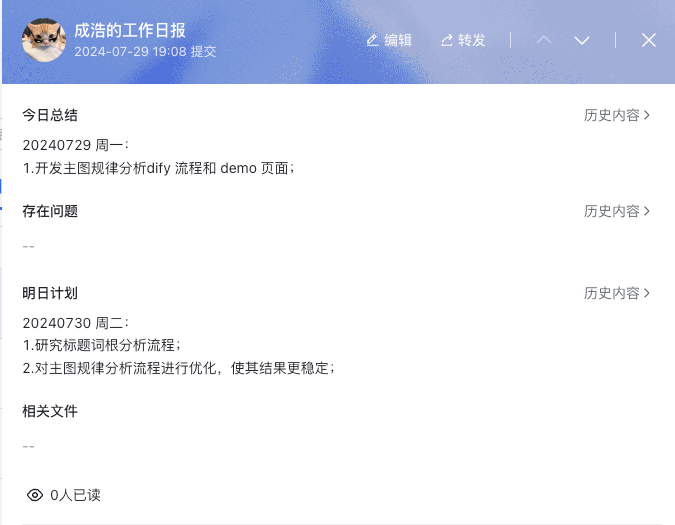 成浩的工作日报
2024-07-29 19:08 提交
编辑
转发
今日总结
历史内容
20240729 周一：
1.开发主图规律分析dify 流程和 demo 页面；
存在问题
历史内容
--
明日计划
历史内容
20240730 周二：
1.研究标题词根分析流程；
2.对主图规律分析流程进行优化，使其结果更稳定；
相关文件
--
0人已读